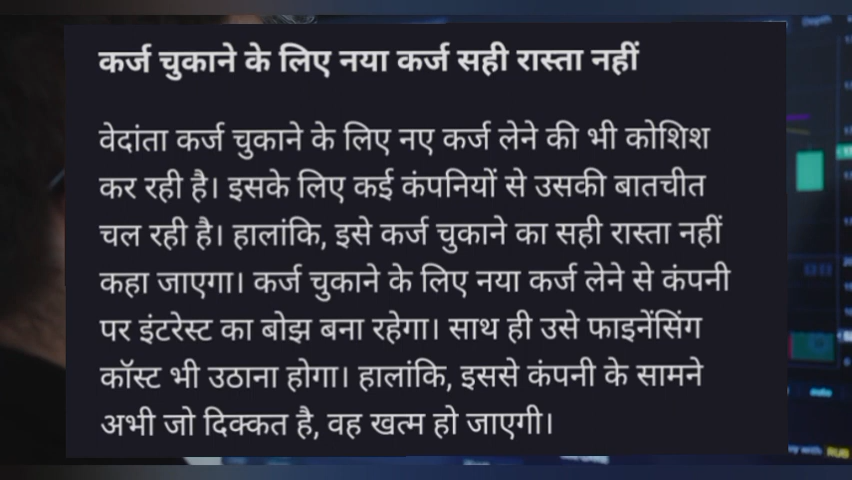 कर्ज चुकाने के लिए नया कर्ज सही रास्ता नहीं
वेदांता कर्ज चुकाने के लिए नए कर्ज लेने की भी कोशिश
कर रही है। इसके लिए कई कंपनियों से उसकी बातचीत
चल रही है। हालांकि, इसे कर्ज चुकाने का सही रास्ता नहीं
कहा जाएगा। कर्ज चुकाने के लिए नया कर्ज लेने से कंपनी
पर इंटरेस्ट का बोझ बना रहेगा। साथ ही उसे फाइनेंसिंग
कॉस्ट भी उठाना होगा। हालांकि, इससे कंपनी के सामने
अभी जो दिक्कत है, वह खत्म हो जाएगी।